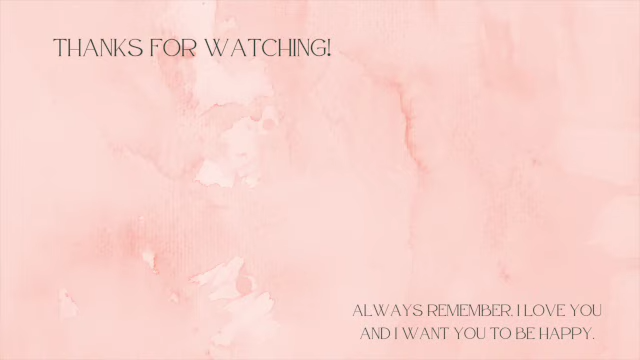 THANKS FOR WATCHING!
ALWAYS REMEMBER. I LOVE YOU
AND I WANT YOU TO BE HAPPY.